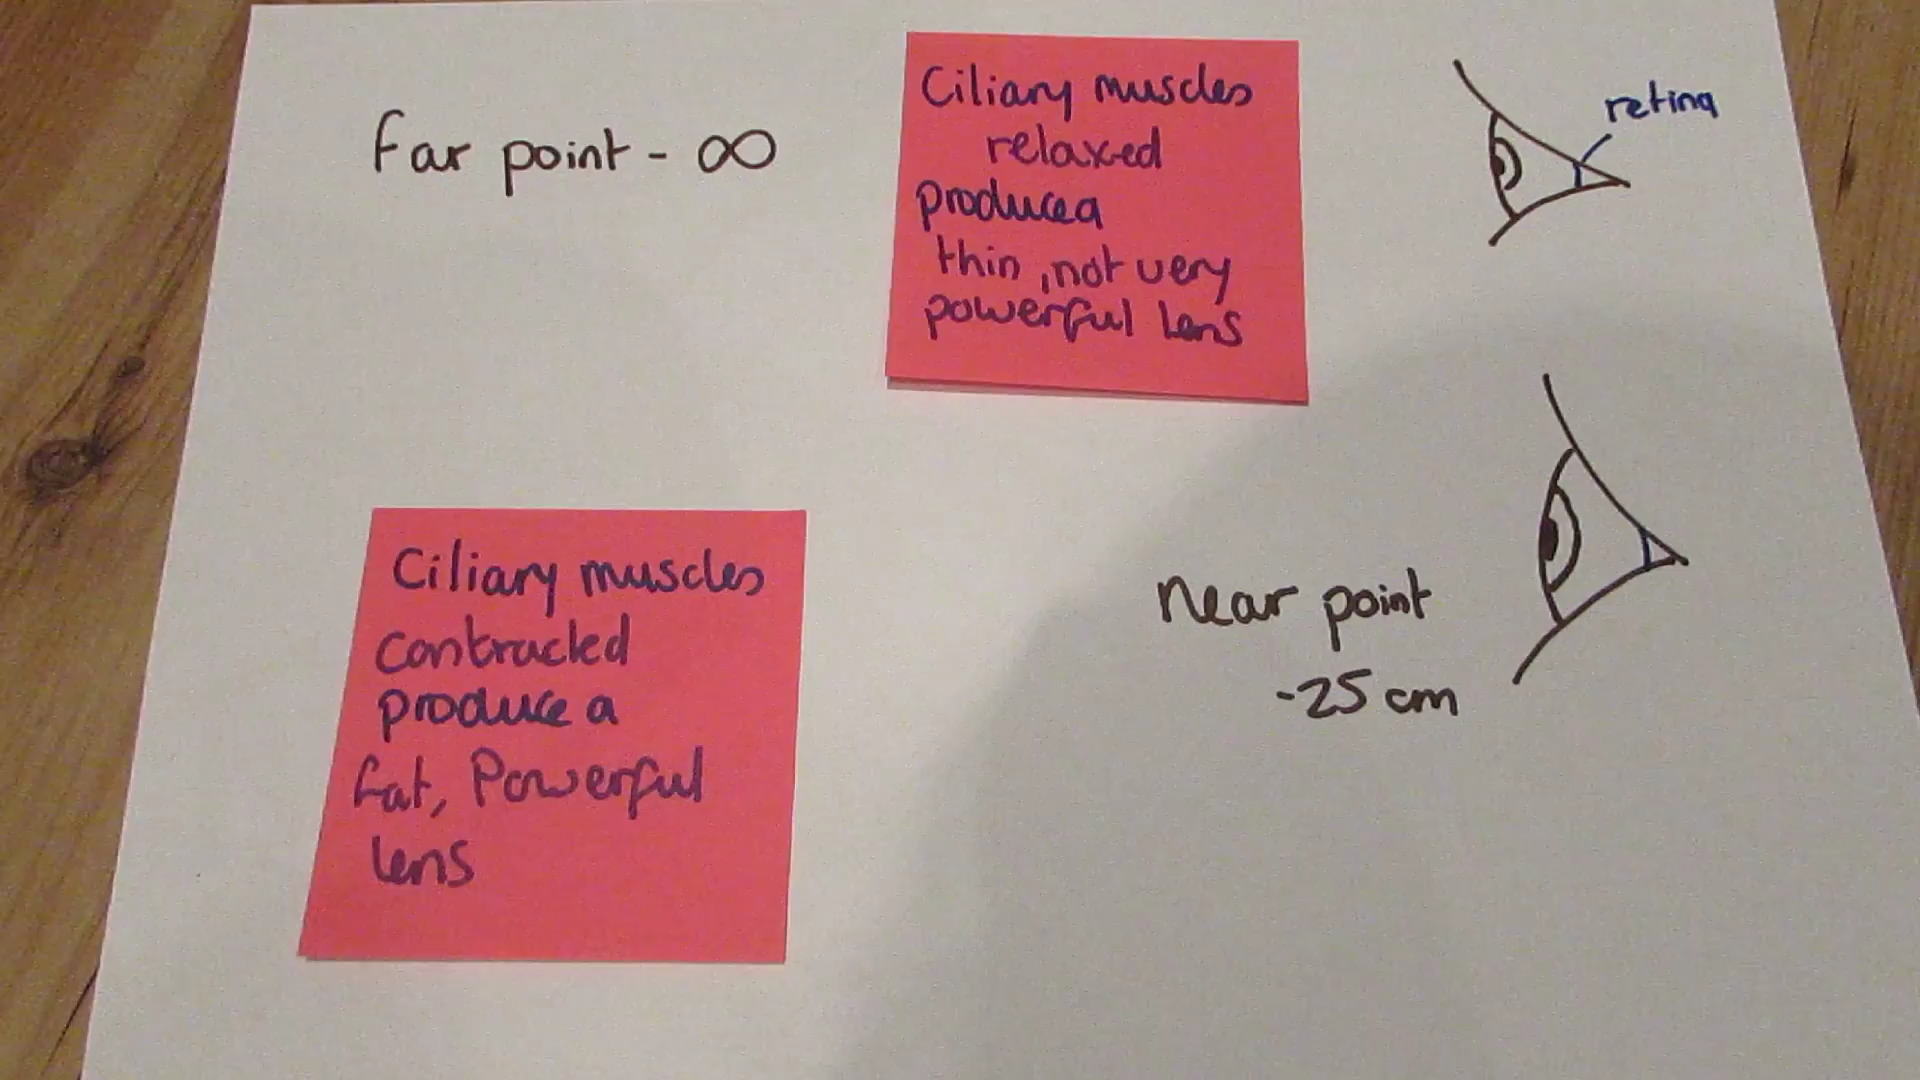 far point - ∞
Ciliary muscles
relaxed
produce a
thin, not very
powerful lens
retina
Ciliary muscles
contracted
produce a
fat, Powerful
lens
Near point
-25 cm